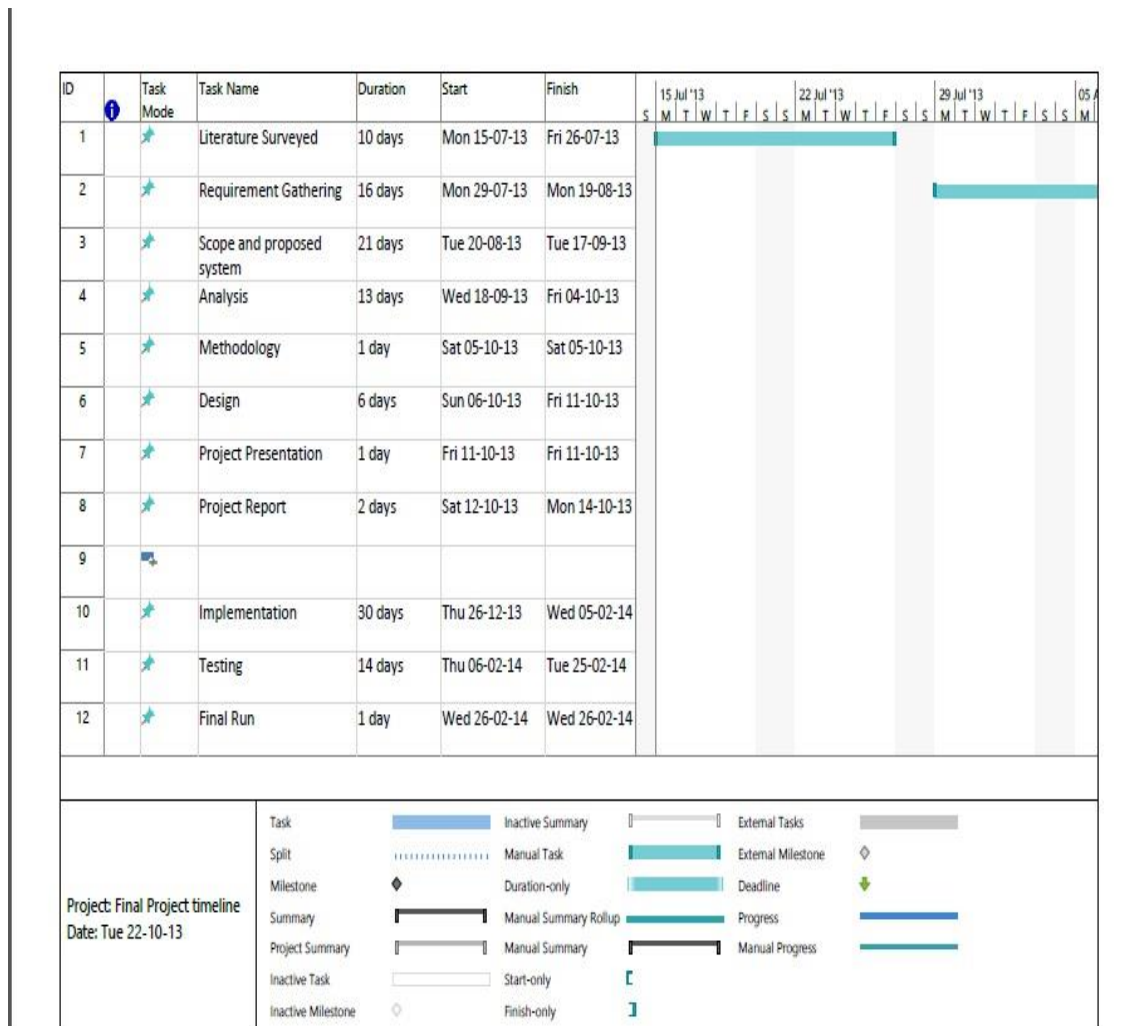 ID Task Mode Task Name Duration Start Finish 15 Jul '13 22 Jul '13 29 Jul '13 05
S M T W T F S S M T W T F S S M T W T F S S M
1 Literature Surveyed 10 days Mon 15-07-13 Fri 26-07-13
2 Requirement Gathering 16 days Mon 29-07-13 Mon 19-08-13
3 Scope and proposed system 21 days Tue 20-08-13 Tue 17-09-13
4 Analysis 13 days Wed 18-09-13 Fri 04-10-13
5 Methodology 1 day Sat 05-10-13 Sat 05-10-13
6 Design 6 days Sun 06-10-13 Fri 11-10-13
7 Project Presentation 1 day Fri 11-10-13 Fri 11-10-13
8 Project Report 2 days Sat 12-10-13 Mon 14-10-13
9
10 Implementation 30 days Thu 26-12-13 Wed 05-02-14
11 Testing 14 days Thu 06-02-14 Tue 25-02-14
12 Final Run 1 day Wed 26-02-14 Wed 26-02-14
Project: Final Project timeline
Date: Tue 22-10-13
Task Inactive Summary External Tasks
Split Manual Task External Milestone
Milestone Duration-only Deadline
Summary Manual Summary Rollup Progress
Project Summary Manual Summary Manual Progress
Inactive Task Start-only
Inactive Milestone Finish-only